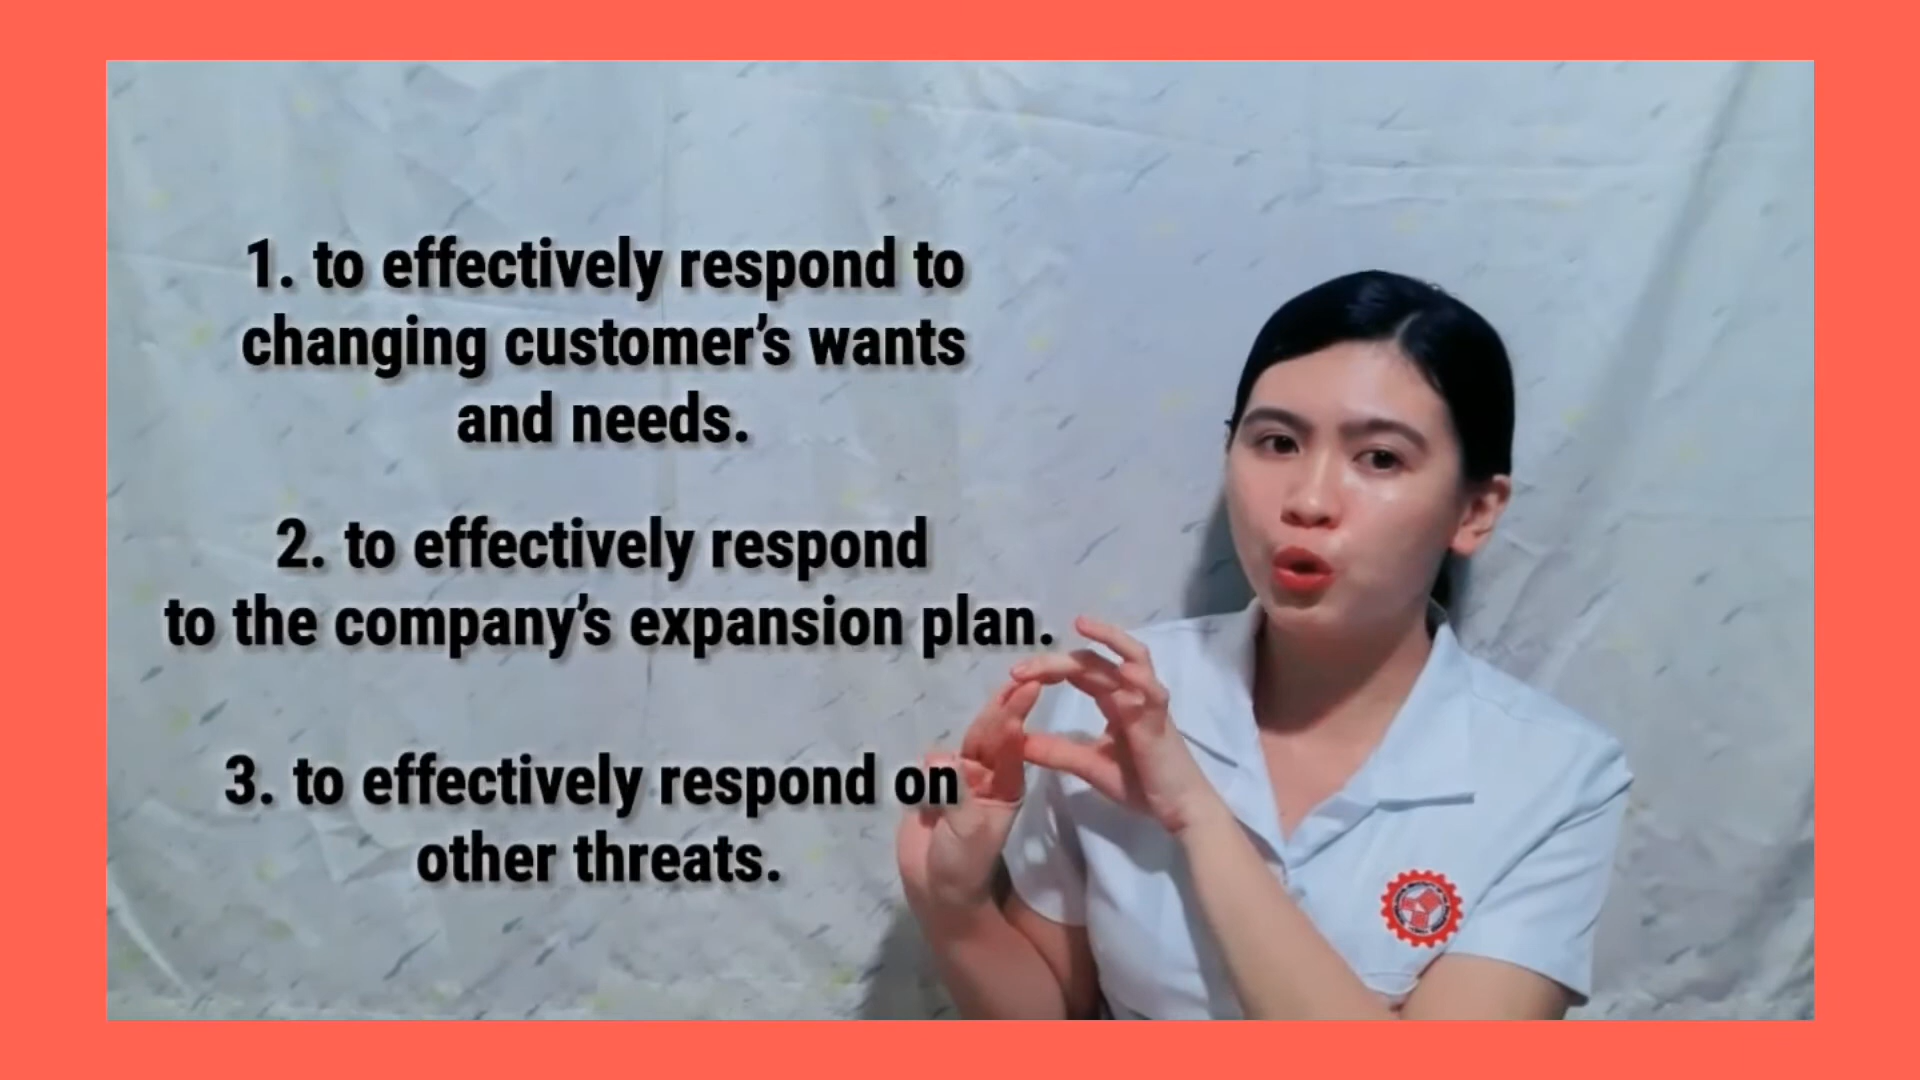 1. to effectively respond to
changing customer’s wants
and needs.
2. to effectively respond
to the company’s expansion plan.
3. to effectively respond on
other threats.